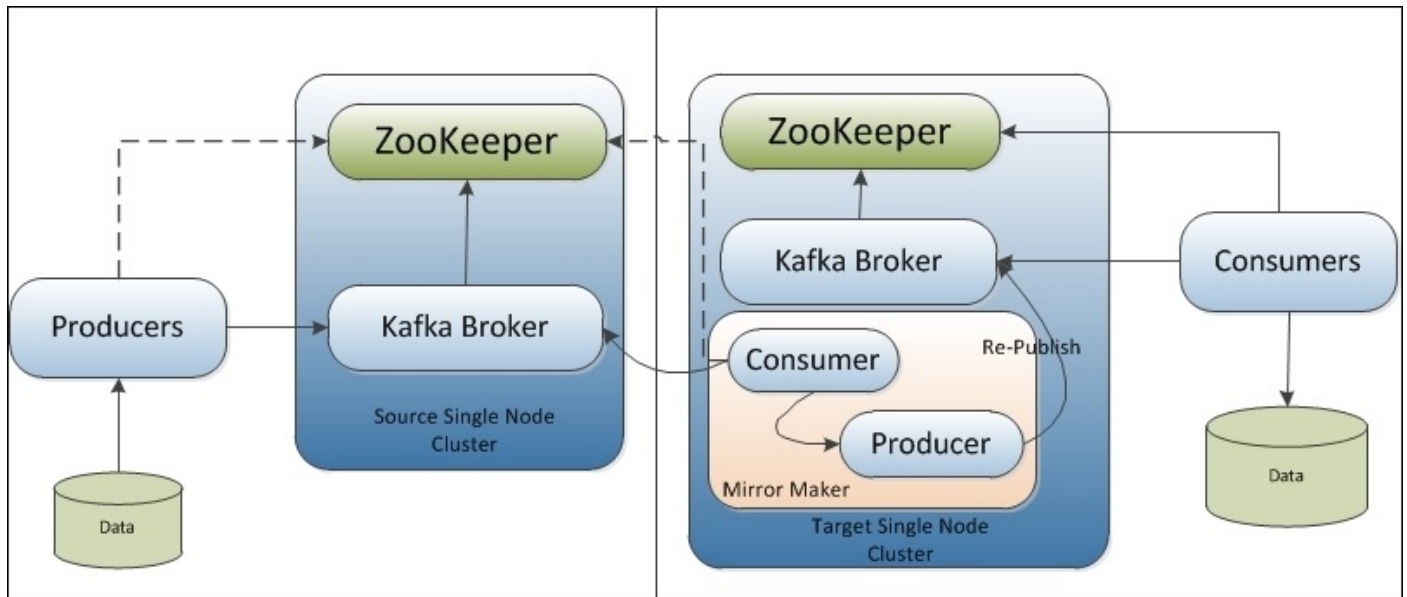 ZooKeeper
Producers
Kafka Broker
Source Single Node
Cluster
Data
ZooKeeper
Kafka Broker
Consumers
Re-Publish
Consumer
Producer
Mirror Maker
Target Single Node
Cluster
Data